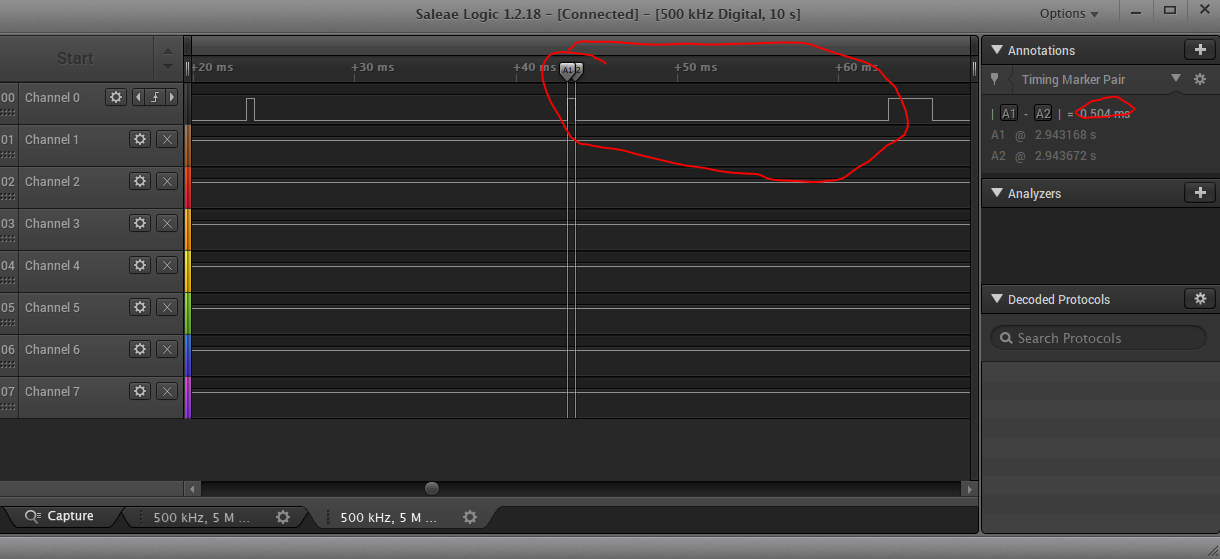 Saleae Logic 1.2.18 - [Connected] - [500 kHz Digital, 10 s]
Options
Start
+20 ms +30 ms +40 ms A1 2 +50 ms +60 ms
00 Channel 0
01 Channel 1
02 Channel 2
03 Channel 3
04 Channel 4
05 Channel 5
06 Channel 6
07 Channel 7
Annotations
Timing Marker Pair
| A1 - A2 | = 0.504 ms
A1 @ 2.943168 s
A2 @ 2.943672 s
Analyzers
Decoded Protocols
Search Protocols
Capture
500 kHz, 5 M ...
500 kHz, 5 M ...